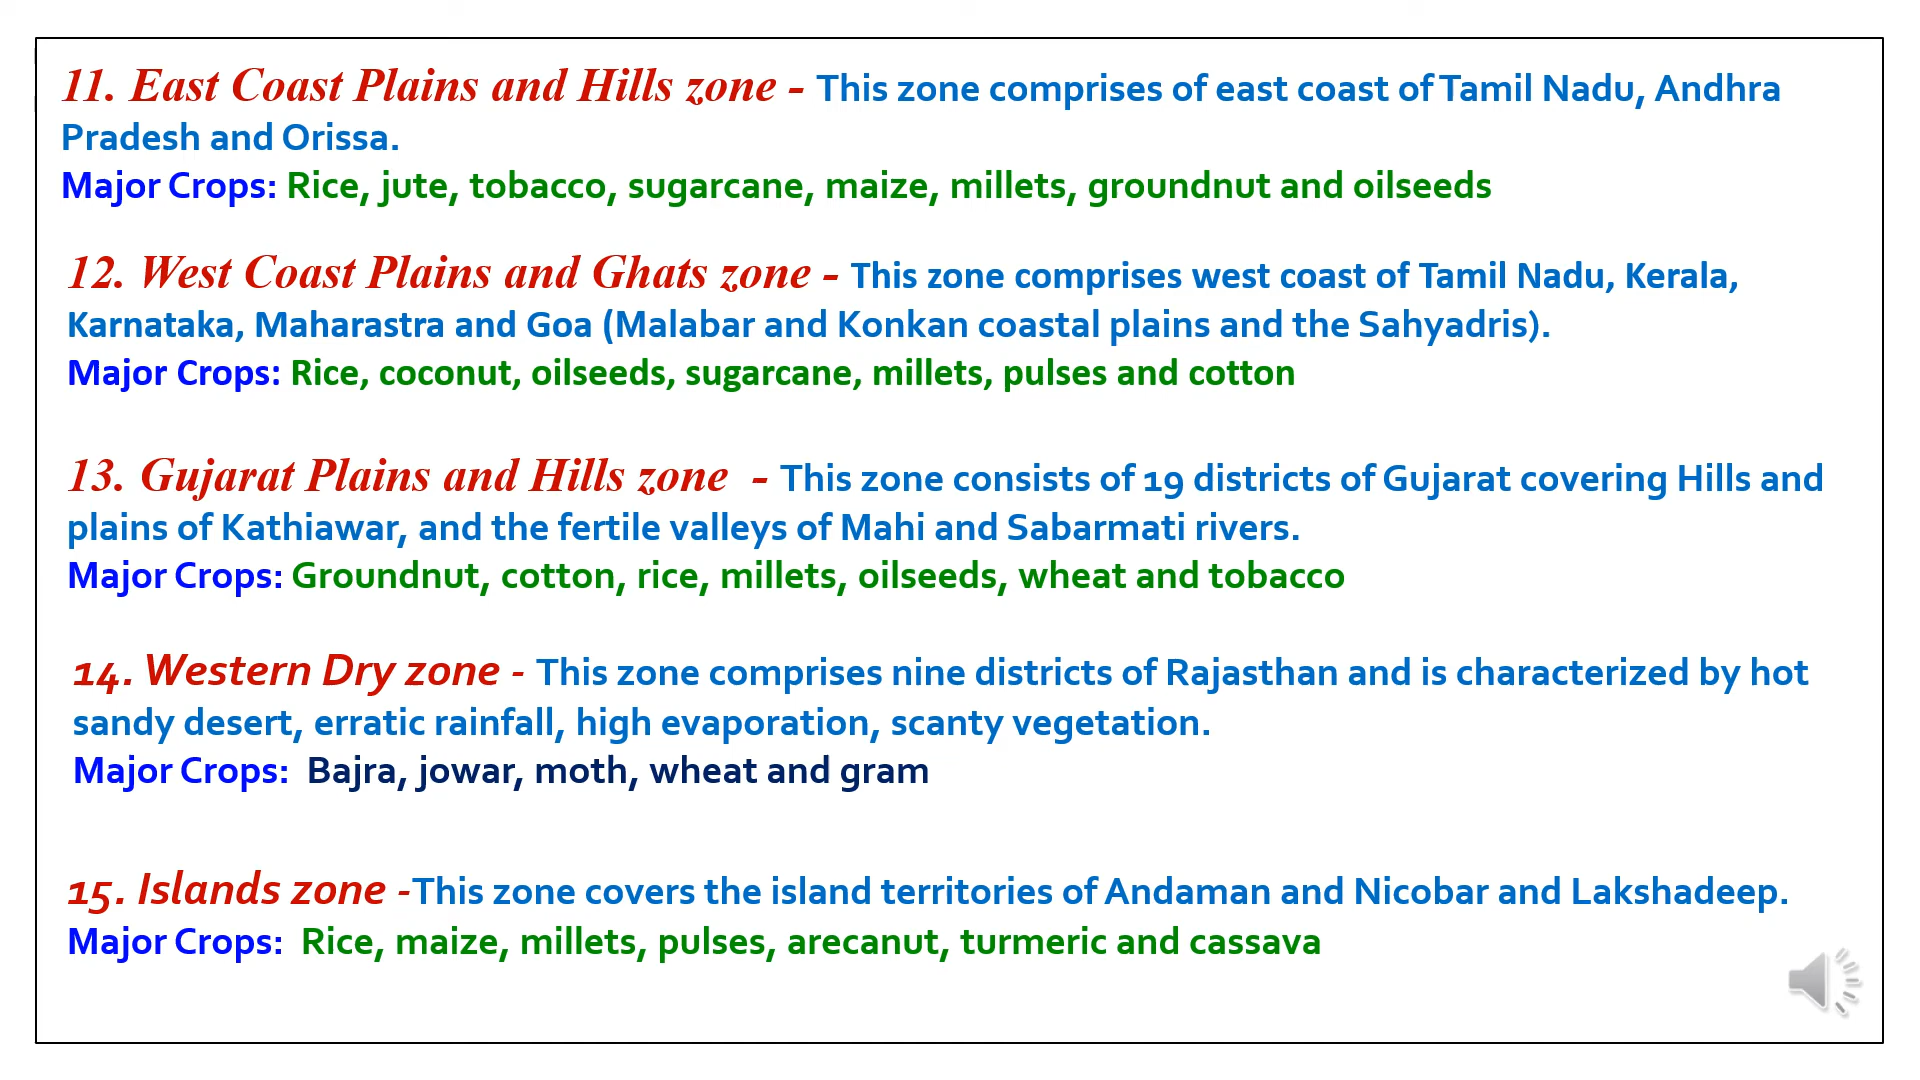 11. East Coast Plains and Hills zone - This zone comprises of east coast of Tamil Nadu, Andhra
Pradesh and Orissa.
Major Crops: Rice, jute, tobacco, sugarcane, maize, millets, groundnut and oilseeds
12. West Coast Plains and Ghats zone - This zone comprises west coast of Tamil Nadu, Kerala,
Karnataka, Maharastra and Goa (Malabar and Konkan coastal plains and the Sahyadris).
Major Crops: Rice, coconut, oilseeds, sugarcane, millets, pulses and cotton
13. Gujarat Plains and Hills zone - This zone consists of 19 districts of Gujarat covering Hills and
plains of Kathiawar, and the fertile valleys of Mahi and Sabarmati rivers.
Major Crops: Groundnut, cotton, rice, millets, oilseeds, wheat and tobacco
14. Western Dry zone - This zone comprises nine districts of Rajasthan and is characterized by hot
sandy desert, erratic rainfall, high evaporation, scanty vegetation.
Major Crops: Bajra, jowar, moth, wheat and gram
15. Islands zone -This zone covers the island territories of Andaman and Nicobar and Lakshadeep.
Major Crops: Rice, maize, millets, pulses, arecanut, turmeric and cassava